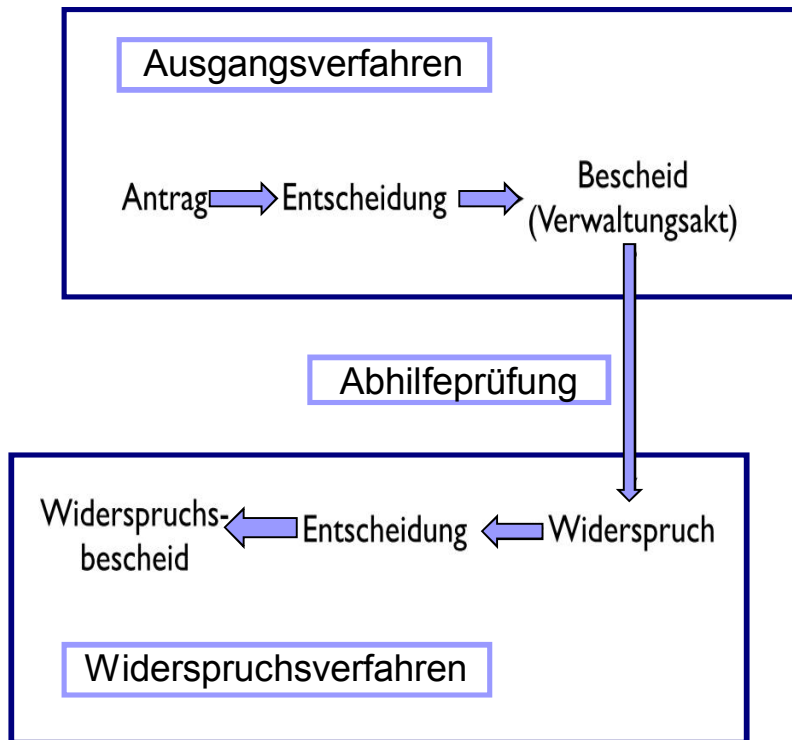 Ausgangsverfahren
Antrag Entscheidung Bescheid
(Verwaltungsakt)
Abhilfeprüfung
Widerspruchs-
bescheid Entscheidung Widerspruch
Widerspruchsverfahren